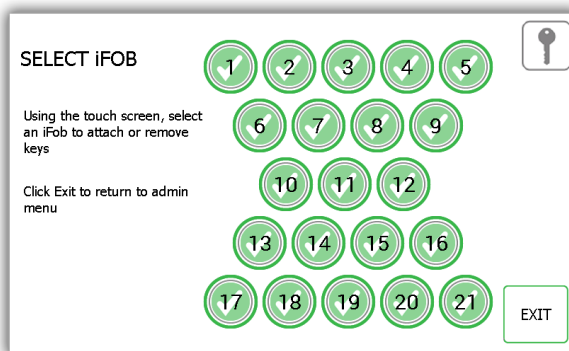 SELECT iFOB
Using the touch screen, select
an iFob to attach or remove
keys
Click Exit to return to admin
menu
1 2 3 4 5
6 7 8 9
10 11 12
13 14 15 16
17 18 19 20 21
EXIT